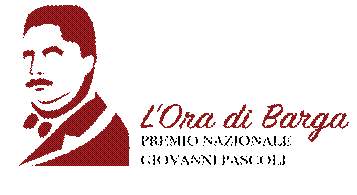 L'Ora di Barga
PREMIO NAZIONALE
GIOVANNI PASCOLI